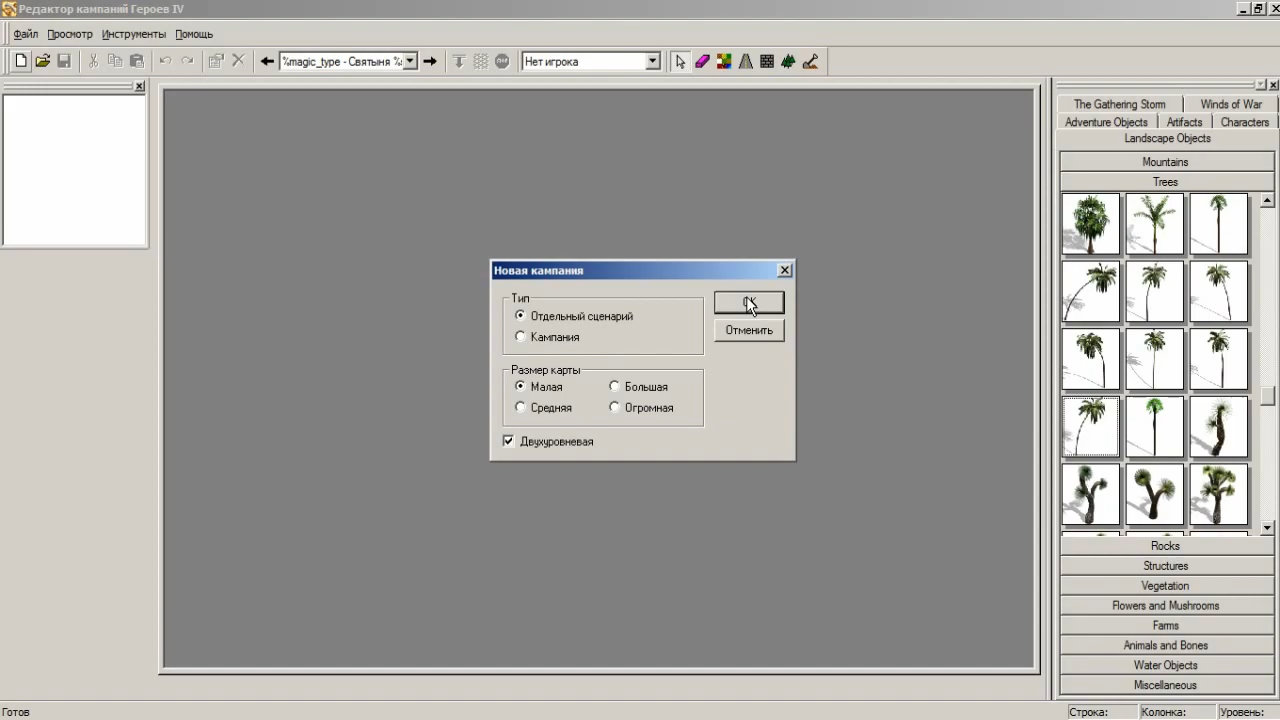 Редактор кампаний Героев IV
Файл Просмотр Инструменты Помощь
%magic_type - Святыня %
Нет игрока
Новая кампания
Тип
Отдельный сценарий
Кампания
Отменить
Размер карты
Малая
Большая
Средняя
Огромная
Двухуровневая
The Gathering Storm
Winds of War
Adventure Objects
Artifacts
Characters
Landscape Objects
Mountains
Trees
Rocks
Structures
Vegetation
Flowers and Mushrooms
Farms
Animals and Bones
Water Objects
Miscellaneous
Готов
Строка:
Колонка:
Уровень: